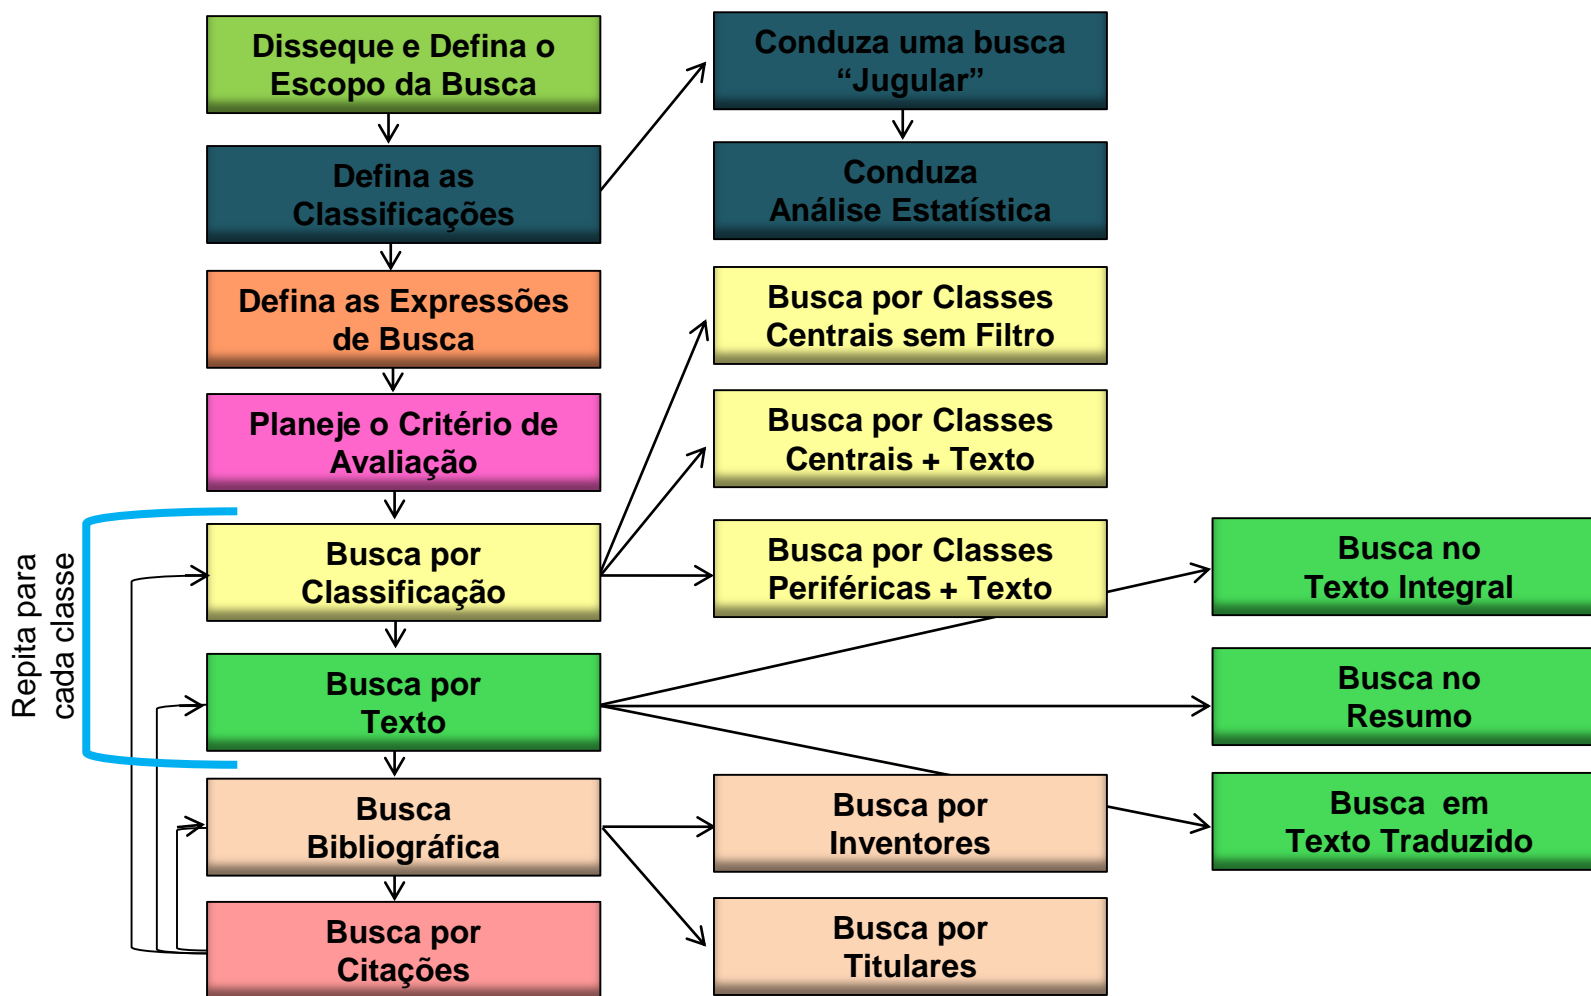 Disseque e Defina o
Escopo da Busca
Conduza uma busca
“Jugular”
Defina as
Classificações
Conduza
Análise Estatística
Defina as Expressões
de Busca
Busca por Classes
Centrais sem Filtro
Planeje o Critério de
Avaliação
Busca por Classes
Centrais + Texto
Repita para
cada classe
Busca por
Classificação
Busca por Classes
Periféricas + Texto
Busca no
Texto Integral
Busca por
Texto
Busca no
Resumo
Busca
Bibliográfica
Busca por
Inventores
Busca em
Texto Traduzido
Busca por
Citações
Busca por
Titulares